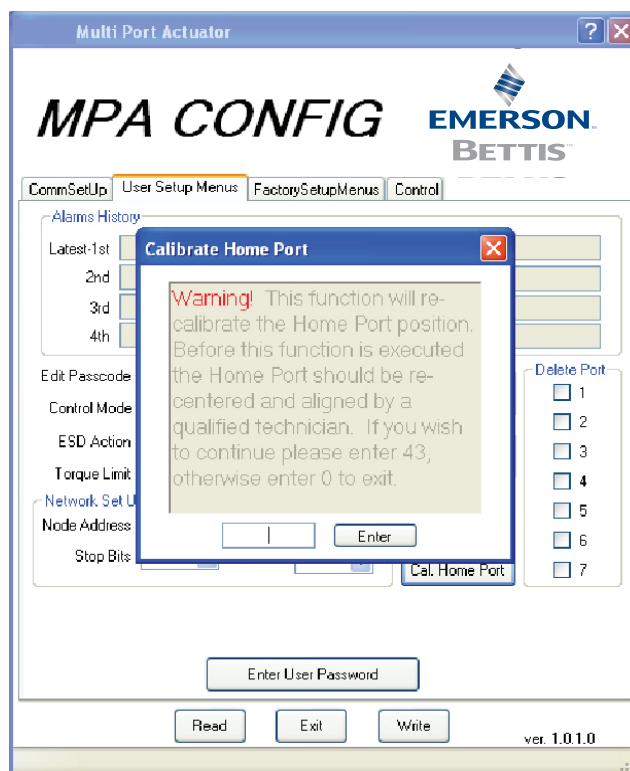 Multi Port Actuator
MPA CONFIG
EMERSON
BETTIS
CommSetUp User Setup Menus FactorySetupMenus Control
Alarms History
Latest-1st
2nd
3rd
4th
Calibrate Home Port
Warning! This function will re-
calibrate the Home Port position.
Before this function is executed
the Home Port should be re-
centered and aligned by a
qualified technician. If you wish
to continue please enter 43,
otherwise enter 0 to exit.
Enter
Edit Passcode
Control Mode
ESD Action
Torque Limit
Network Set U
Node Address
Stop Bits
Cal. Home Port
Delete Port
1
2
3
4
5
6
7
Enter User Password
Read Exit Write
ver. 1.0.1.0